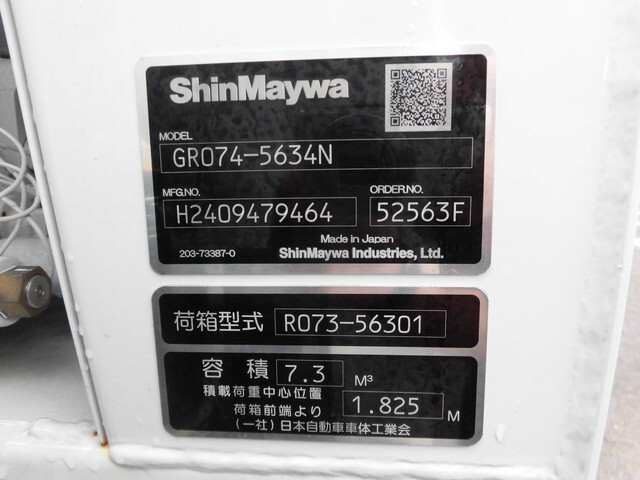 ShinMaywa
MODEL
GR074-5634N
MFG.NO. ORDER.NO.
H2409479464 52563F
Made in Japan
203-73387-0 ShinMaywa Industries, Ltd.
荷箱型式 R073-56301
容積 7.3 M³
積載荷重中心位置
荷箱前端より 1.825 M
(一社)日本自動車車体工業会